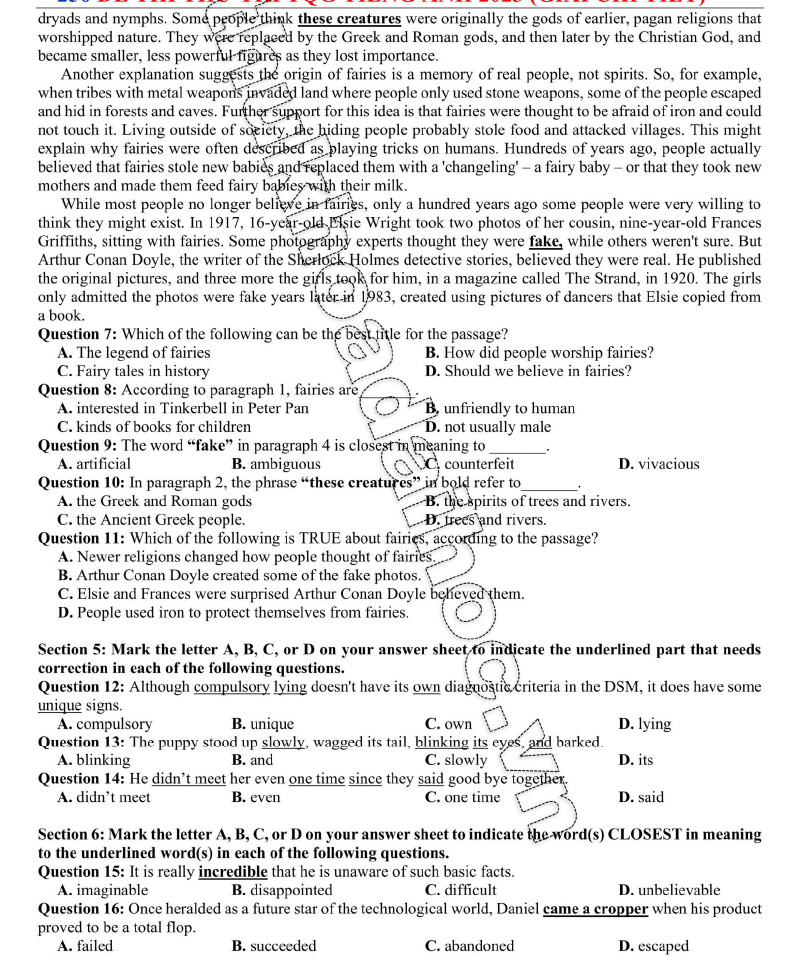 dryads and nymphs. Some people think these creatures were originally the gods of earlier, pagan religions that
worshipped nature. They were replaced by the Greek and Roman gods, and then later by the Christian God, and
became smaller, less powerful figures as they lost importance.
Another explanation suggests the origin of fairies is a memory of real people, not spirits. So, for example,
when tribes with metal weapons invaded land where people only used stone weapons, some of the people escaped
and hid in forests and caves. Further support for this idea is that fairies were thought to be afraid of iron and could
not touch it. Living outside of society, the hiding people probably stole food and attacked villages. This might
explain why fairies were often described as playing tricks on humans. Hundreds of years ago, people actually
believed that fairies stole new babies and replaced them with a 'changeling' – a fairy baby – or that they took new
mothers and made them feed fairy babies with their milk.
While most people no longer believe in fairies, only a hundred years ago some people were very willing to
think they might exist. In 1917, 16-year-old Elsie Wright took two photos of her cousin, nine-year-old Frances
Griffiths, sitting with fairies. Some photography experts thought they were fake, while others weren't sure. But
Arthur Conan Doyle, the writer of the Sherlock Holmes detective stories, believed they were real. He published
the original pictures, and three more the girls took for him, in a magazine called The Strand, in 1920. The girls
only admitted the photos were fake years later in 1983, created using pictures of dancers that Elsie copied from
a book.
Question 7: Which of the following can be the best title for the passage?
A. The legend of fairies B. How did people worship fairies?
C. Fairy tales in history D. Should we believe in fairies?
Question 8: According to paragraph 1, fairies are ________.
A. interested in Tinkerbell in Peter Pan B. unfriendly to human
C. kinds of books for children D. not usually male
Question 9: The word “fake” in paragraph 4 is closest in meaning to ________.
A. artificial B. ambiguous C. counterfeit D. vivacious
Question 10: In paragraph 2, the phrase “these creatures” in bold refer to________.
A. the Greek and Roman gods B. the spirits of trees and rivers.
C. the Ancient Greek people. D. trees and rivers.
Question 11: Which of the following is TRUE about fairies, according to the passage?
A. Newer religions changed how people thought of fairies.
B. Arthur Conan Doyle created some of the fake photos.
C. Elsie and Frances were surprised Arthur Conan Doyle believed them.
D. People used iron to protect themselves from fairies.
Section 5: Mark the letter A, B, C, or D on your answer sheet to indicate the underlined part that needs
correction in each of the following questions.
Question 12: Although compulsory lying doesn't have its own diagnostic criteria in the DSM, it does have some
unique signs.
A. compulsory B. unique C. own D. lying
Question 13: The puppy stood up slowly, wagged its tail, blinking its eyes, and barked.
A. blinking B. and C. slowly D. its
Question 14: He didn’t meet her even one time since they said good bye together.
A. didn’t meet B. even C. one time D. said
Section 6: Mark the letter A, B, C, or D on your answer sheet to indicate the word(s) CLOSEST in meaning
to the underlined word(s) in each of the following questions.
Question 15: It is really incredible that he is unaware of such basic facts.
A. imaginable B. disappointed C. difficult D. unbelievable
Question 16: Once heralded as a future star of the technological world, Daniel came a cropper when his product
proved to be a total flop.
A. failed B. succeeded C. abandoned D. escaped